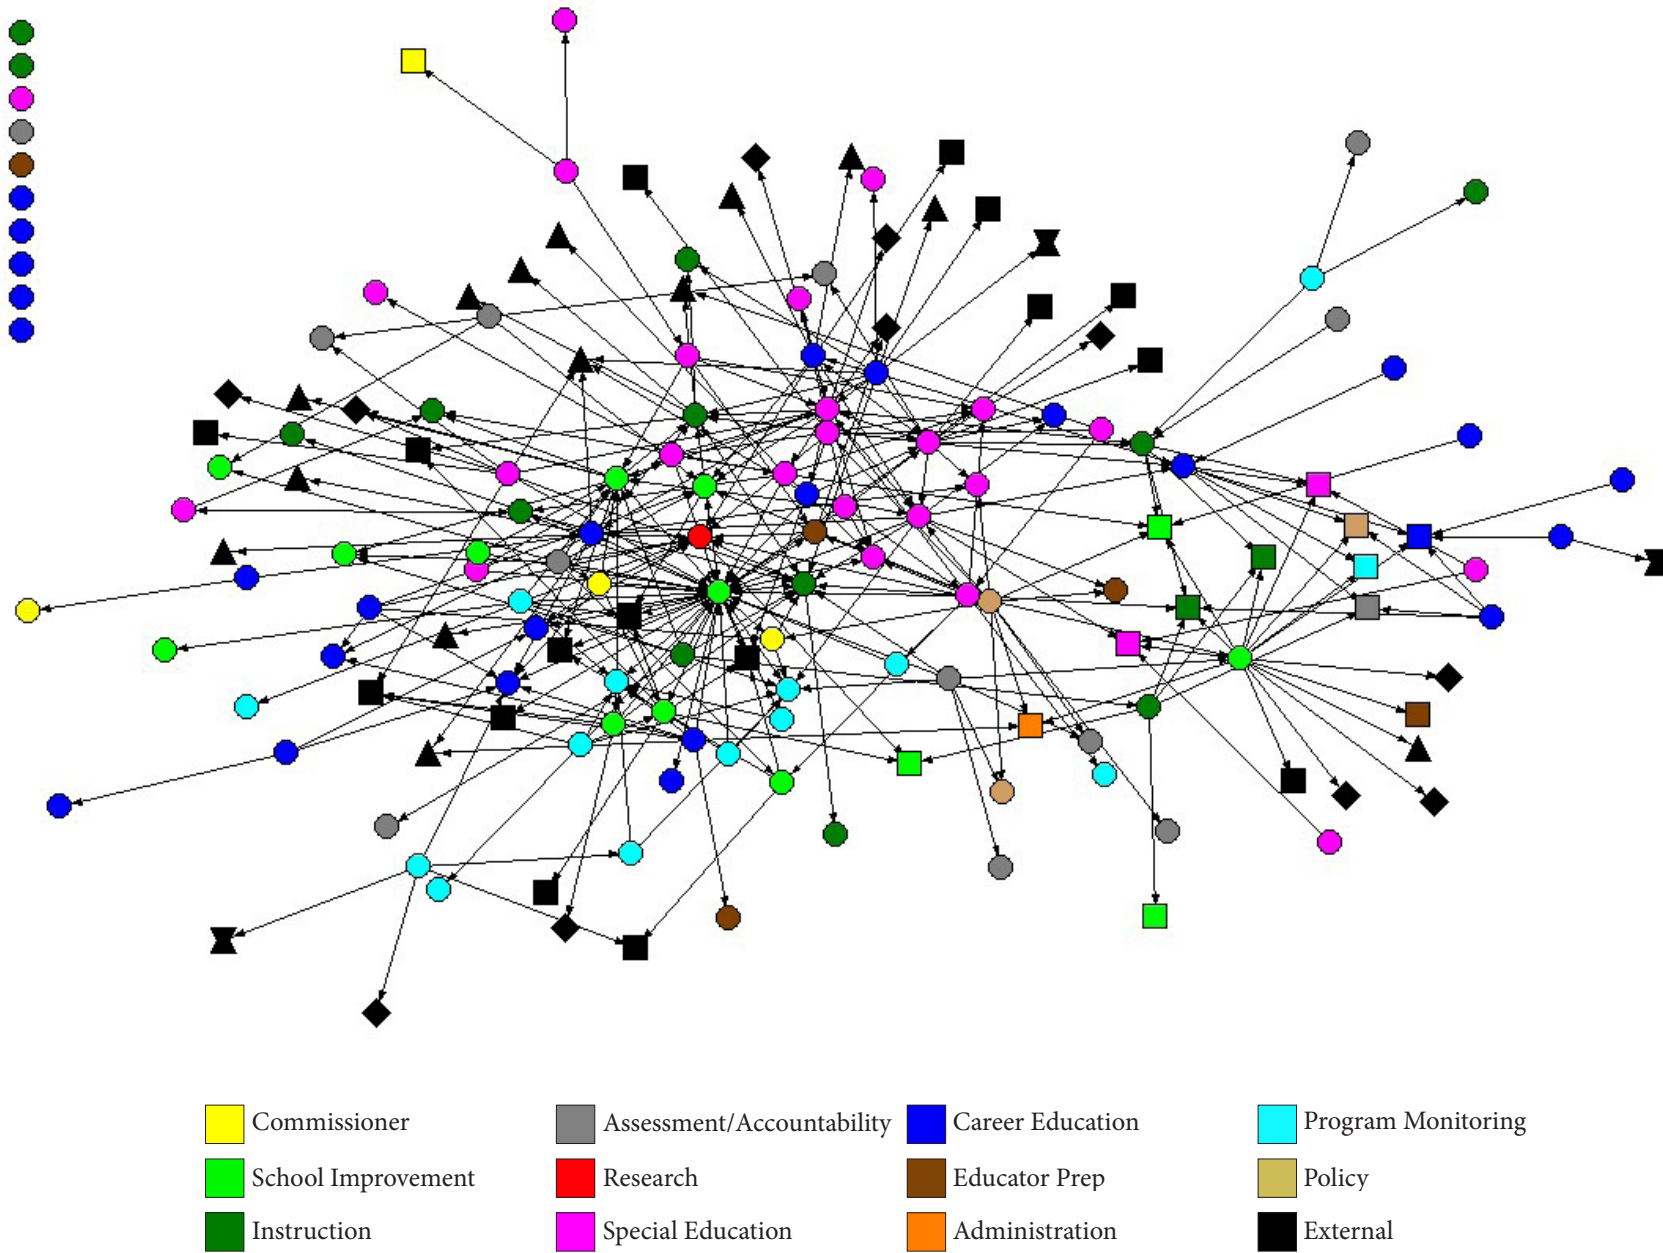 Commissioner Assessment/Accountability Career Education Program Monitoring
School Improvement Research Educator Prep Policy
Instruction Special Education Administration External